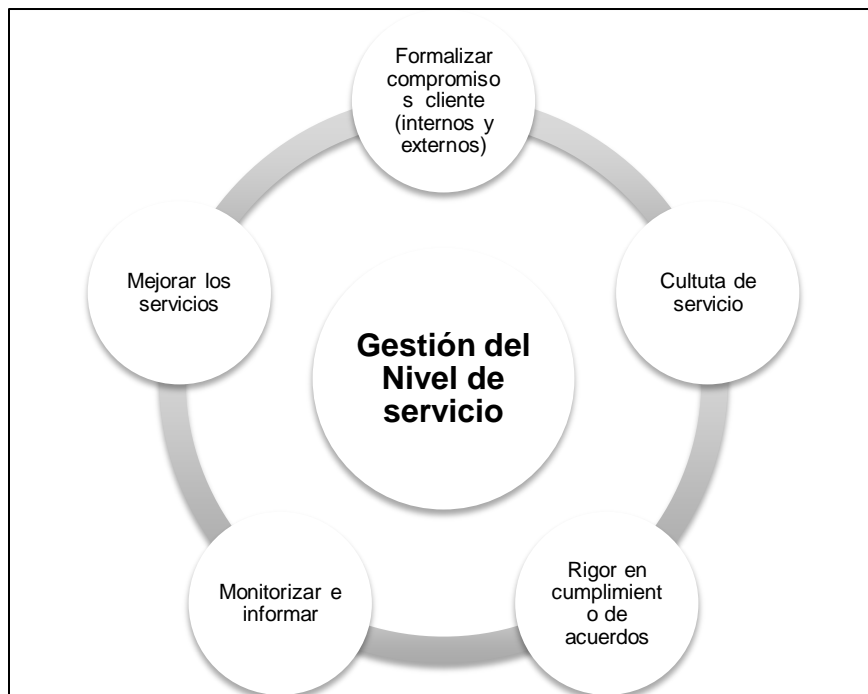 Formalizar
compromiso
s cliente
(internos y
externos)
Cultuta de
servicio
Rigor en
cumplimient
o de
acuerdos
Monitorizar e
informar
Mejorar los
servicios
Gestión del
Nivel de
servicio